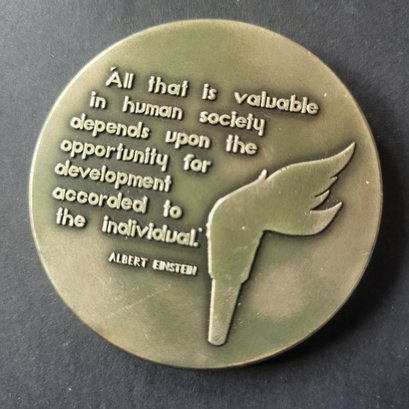 'All that is valuable
in human society
depends upon the
opportunity for
development
accorded to
the individual.'
ALBERT EINSTEIN